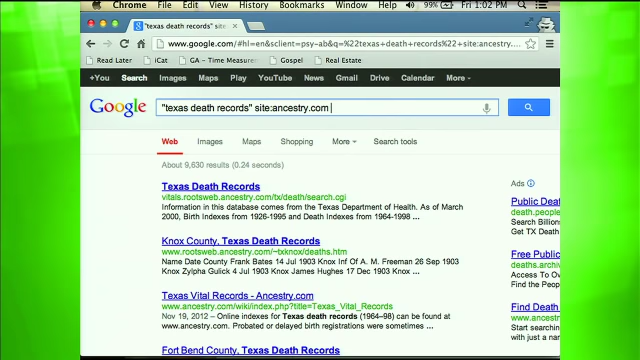 Chrome File Edit View History Bookmarks Window Help 99% Fri 1:02 PM
"texas death records" site:a
www.google.com/#hl=en&sclient=psy-ab&q=%22texas+death+records%22+site:ancestry.
Read Later iCat GA - Time Measurer Gospel Real Estate
+You Search Images Maps Play YouTube News Gmail Drive Calendar More
Google "texas death records" site:ancestry.com
Web Images Maps Shopping More Search tools
About 9,630 results (0.24 seconds)
Texas Death Records
vitals.rootsweb.ancestry.com/tx/death/search.cgi
Information in this database comes from the Texas Department of Health. As of March
2000, Birth Indexes from 1926-1995 and Death Indexes from 1964-1998 ...
Knox County, Texas Death Records
www.rootsweb.ancestry.com/~txknox/deaths.htm
Name Date County Frank Bates 14 Jul 1903 Knox Inf Of A. M. Freeman 26 Sep 1903
Knox Zylpha Gulick 4 Sep 1903 Knox James Hughes 17 Dec 1903 Knox ...
Texas Vital Records - Ancestry.com
www.ancestry.com/wiki/index.php?title=Texas_Vital_Records
Nov 19, 2012 – Online indexes for Texas death records (1964–98) can be found at
www.ancestry.com. Probated or delayed birth registrations were sometimes ...
Fort Bend County, Texas Death Records
Ads
Public Dea
death.people
Get TX Death
Free Public
deaths.archiv
Access To Ov
Find The Peo
Find Death
Start searching